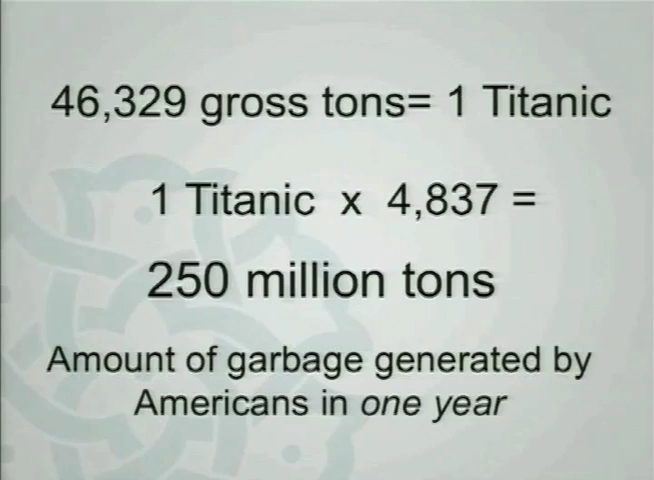 46,329 gross tons= 1 Titanic
1 Titanic x 4,837 =
250 million tons
Amount of garbage generated by
Americans in one year